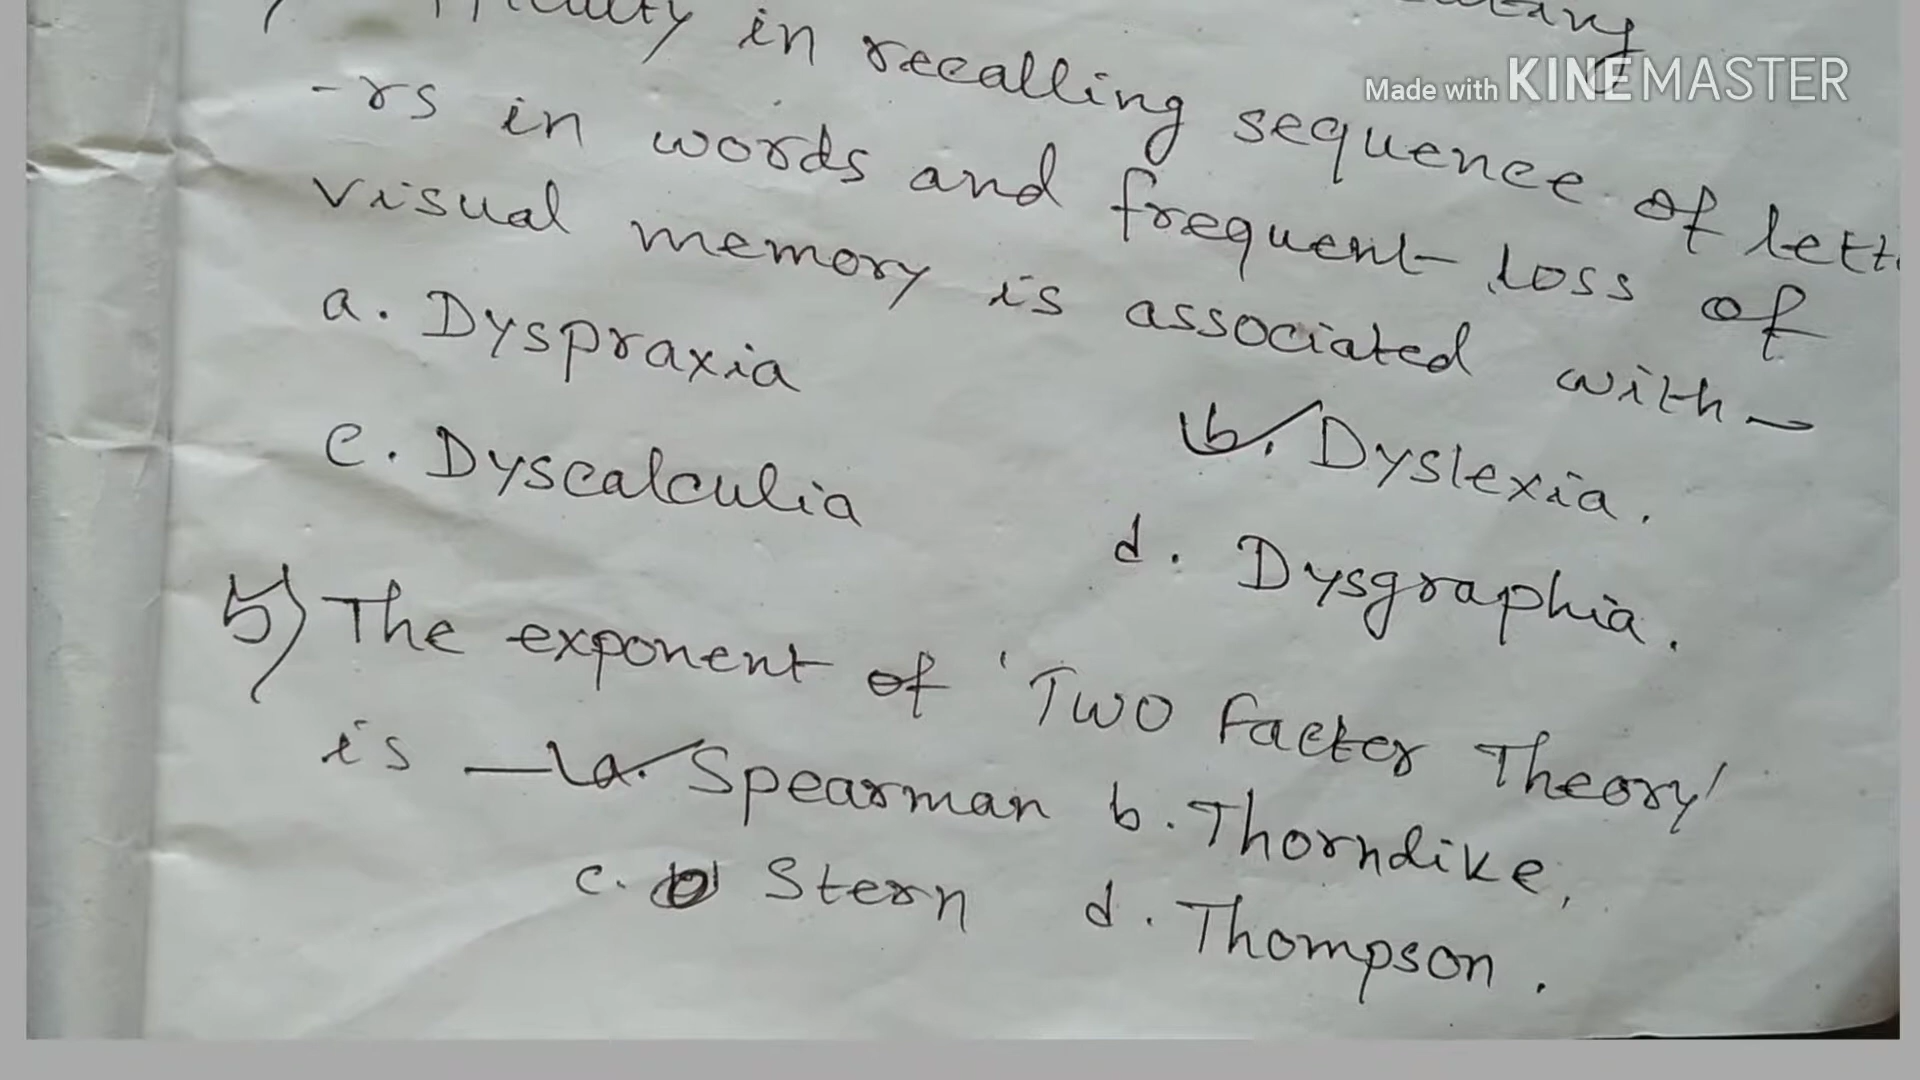 in recalling sequence of lett
-rs in words and frequent loss of
visual memory is associated with-
a. Dyspraxia
b. Dyslexia.
c. Dyscalculia
d. Dysgraphia.
5) The exponent of 'Two Factor Theory'
is - a. Spearman b. Thorndike,
c. Stern d. Thompson.
Made with KINEMASTER